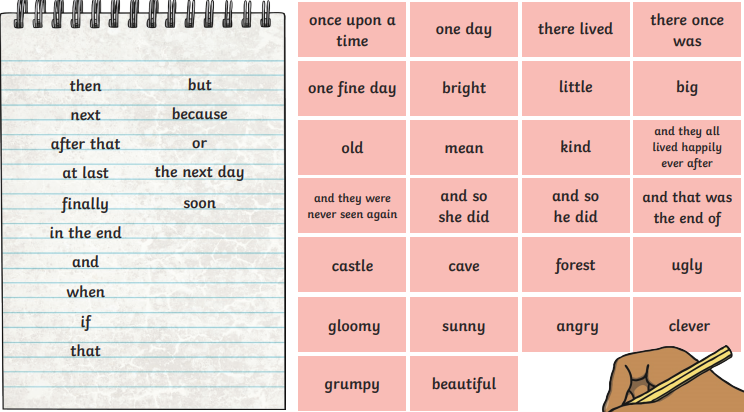 then
next
after that
at last
finally
in the end
and
when
if
that
but
because
or
the next day
soon
once upon a
time
one day
there lived
there once
was
one fine day
bright
little
big
old
mean
kind
and they all
lived happily
ever after
and they were
never seen again
and so
she did
and so
he did
and that was
the end of
castle
cave
forest
ugly
gloomy
sunny
angry
clever
grumpy
beautiful